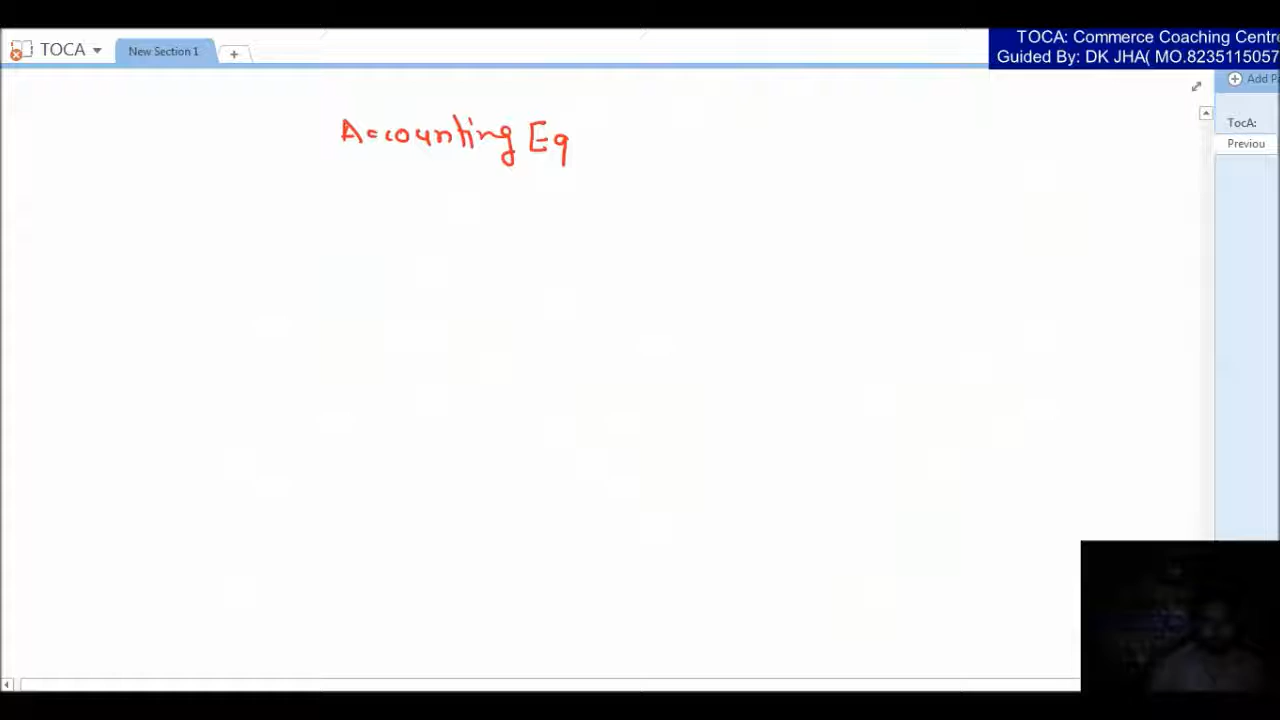 TOCA: Commerce Coaching Centre
Guided By: DK JHA( MO.8235115057
TOCA
New Section 1
Add P
Accounting Eq
TocA:
Previou